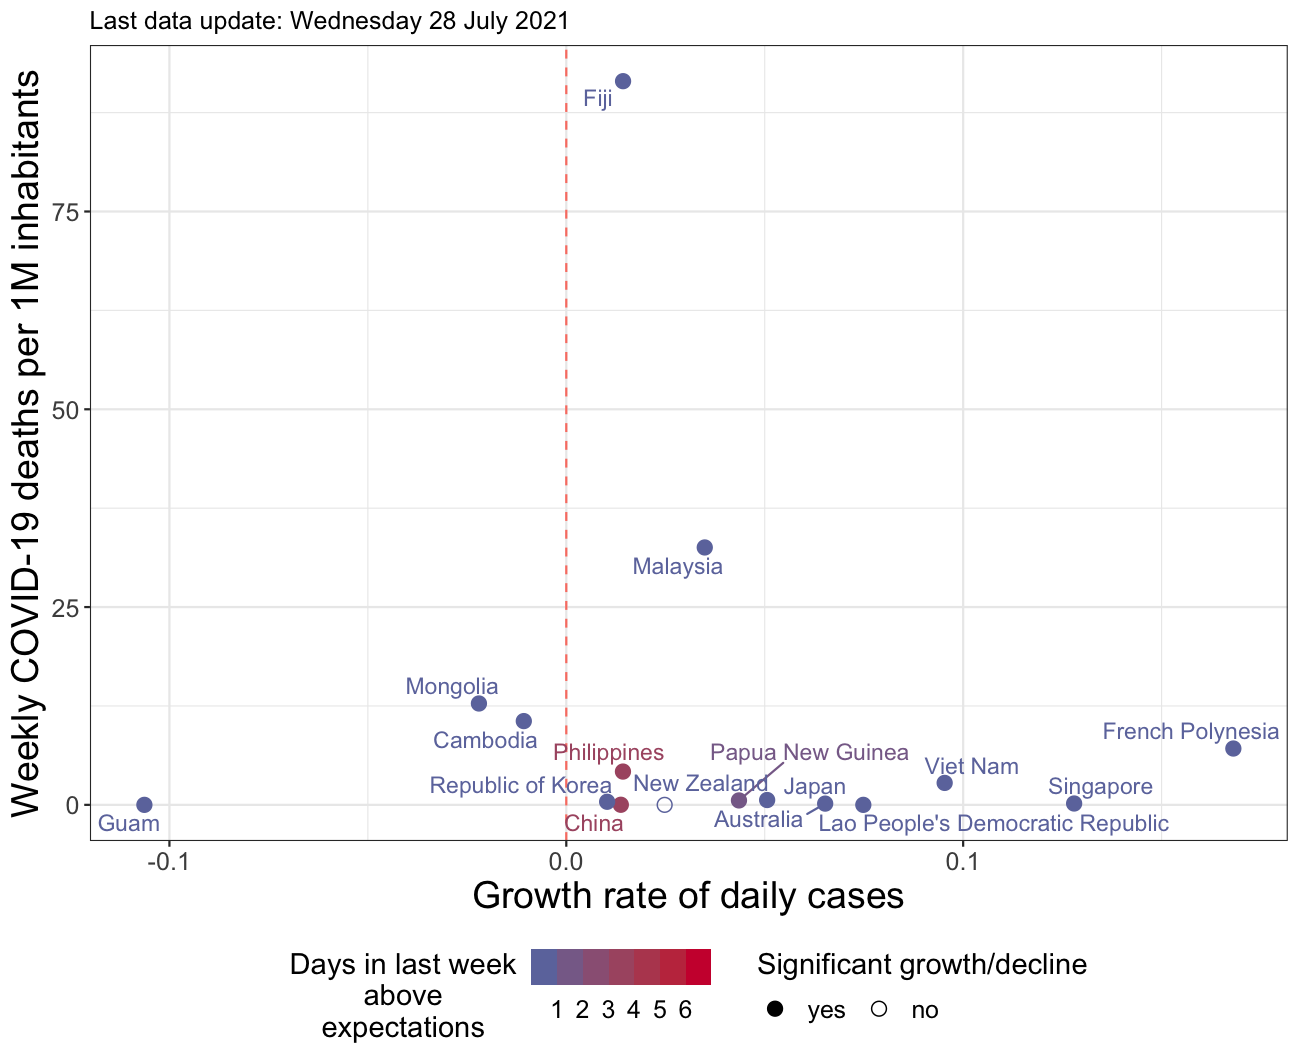 Last data update: Wednesday 28 July 2021
Weekly COVID-19 deaths per 1M inhabitants
75
50
25
0
Fiji
Malaysia
Mongolia
Cambodia
French Polynesia
Philippines
Papua New Guinea
Viet Nam
Republic of Korea
New Zealand
Japan
Singapore
Guam
China
Australia
Lao People's Democratic Republic
-0.1
0.0
0.1
Growth rate of daily cases
Days in last week
above
expectations
1 2 3 4 5 6
Significant growth/decline
yes
no